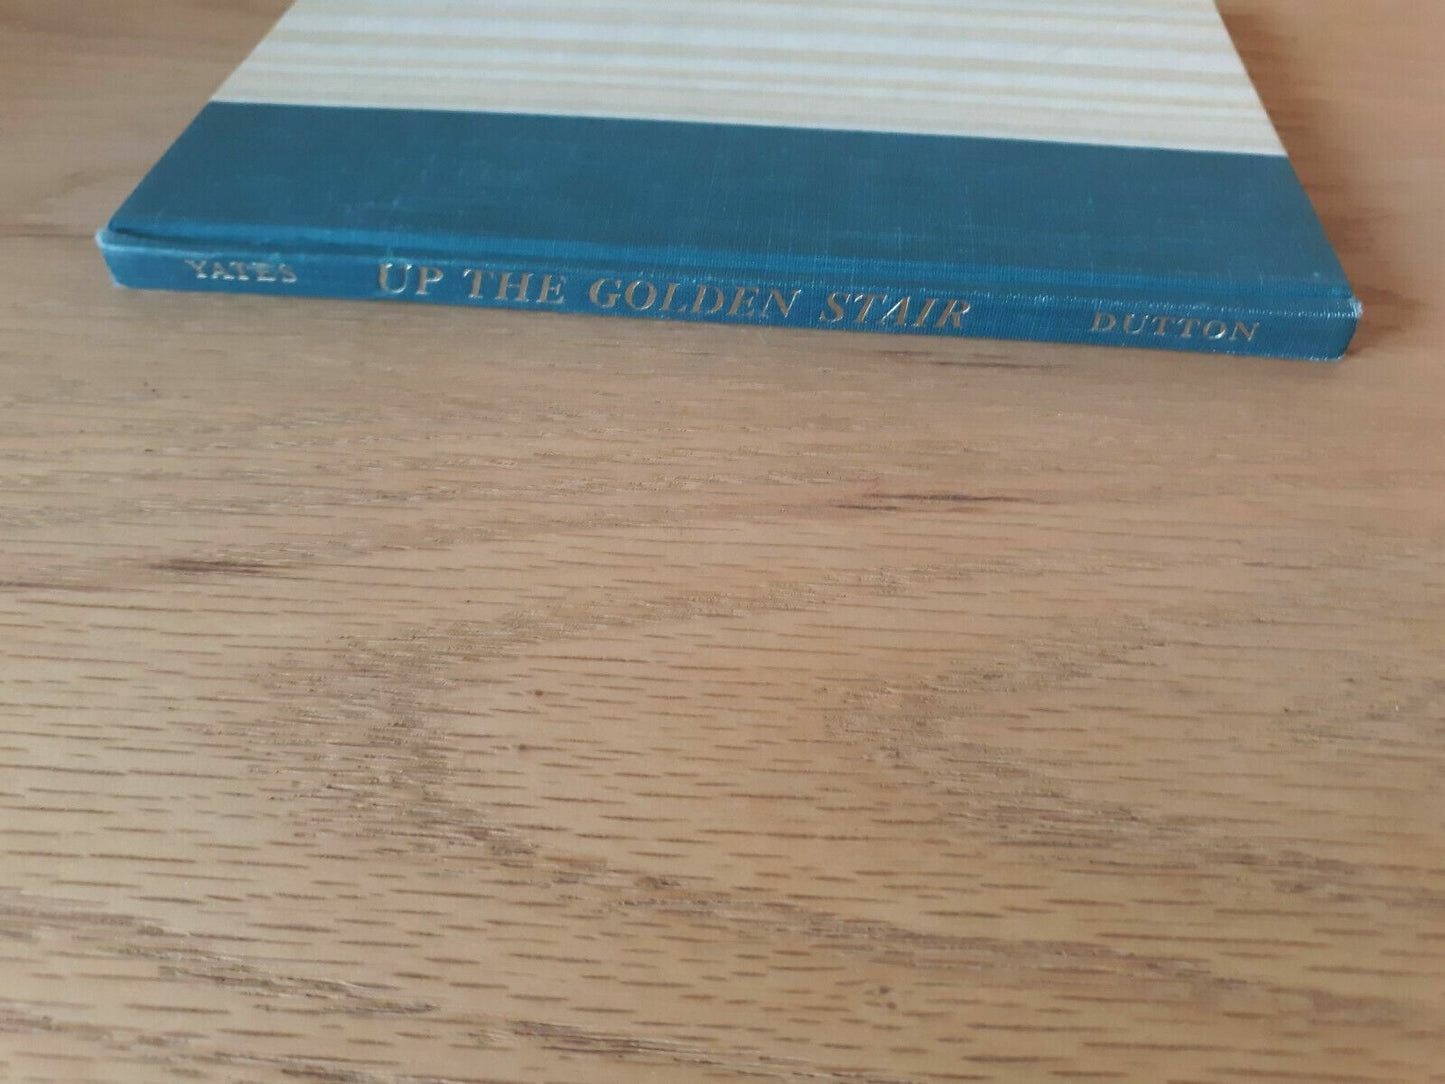 YATES UP THE GOLDEN STAIR DUTTON